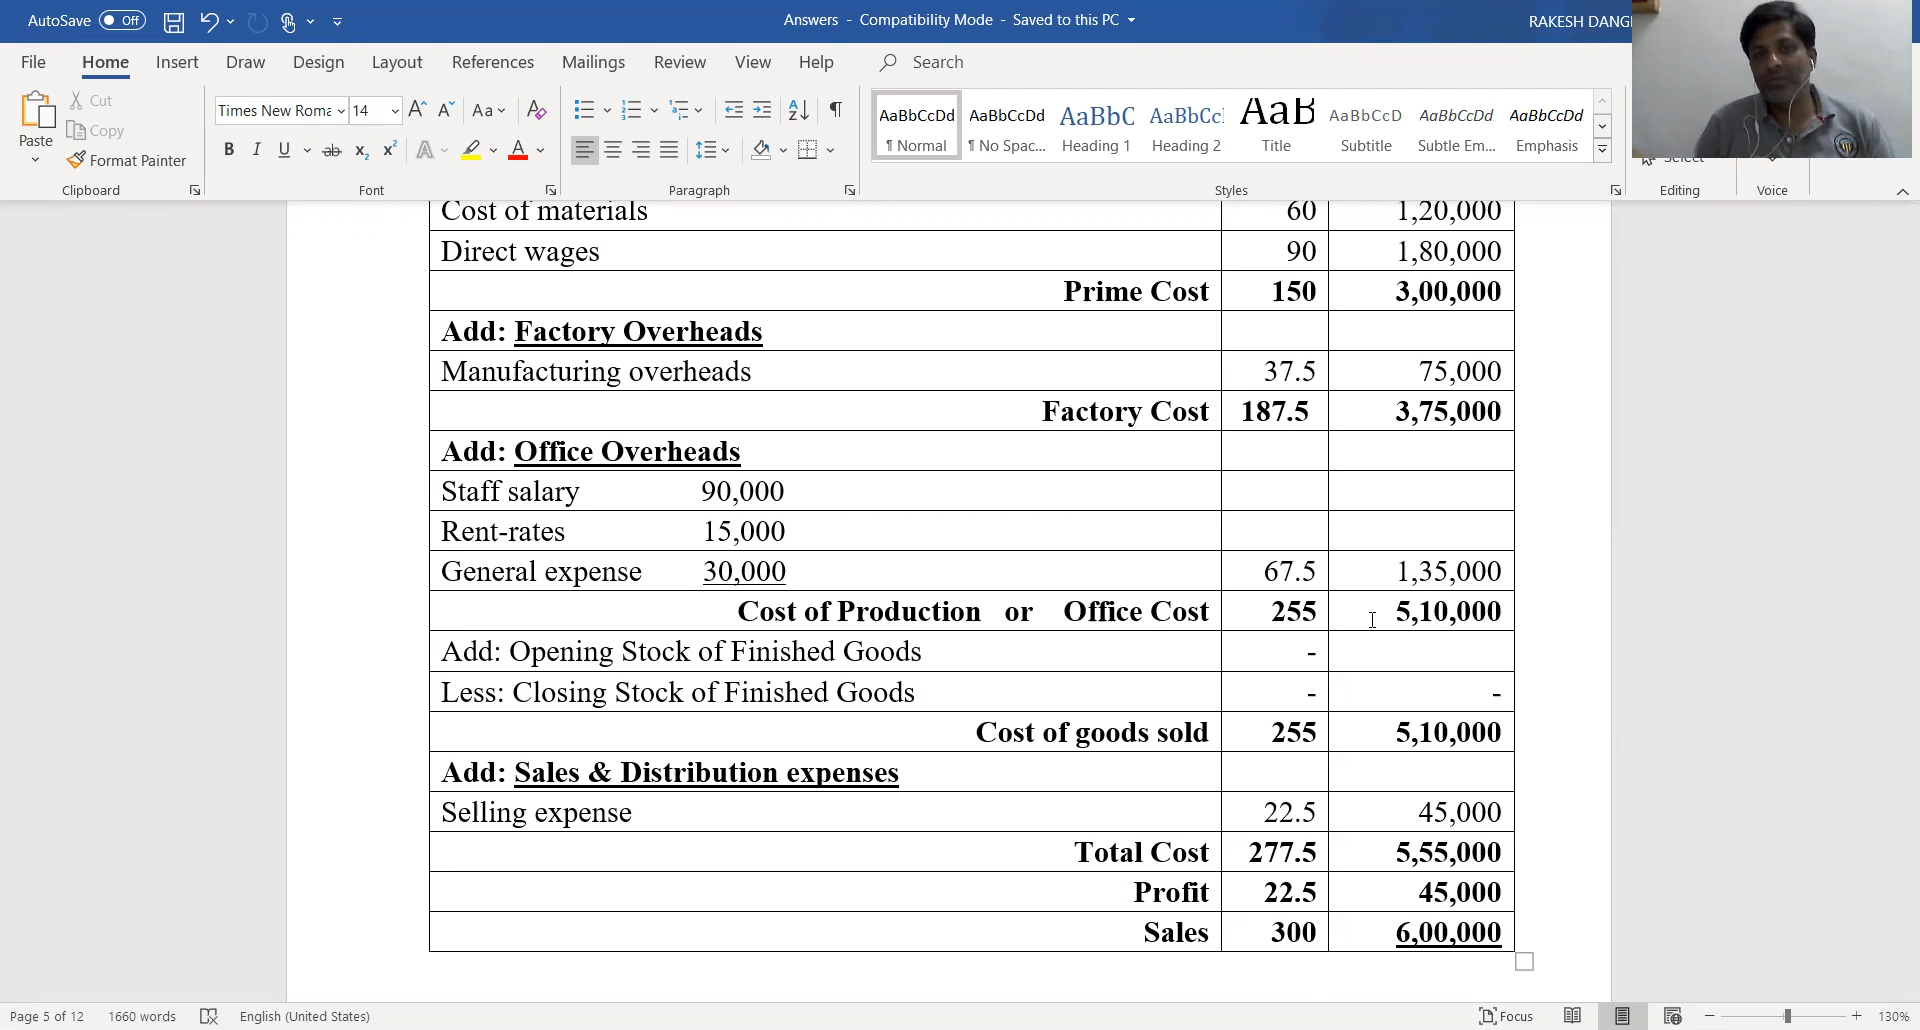 AutoSave Off
Answers - Compatibility Mode - Saved to this PC
RAKESH DANGI
File Home Insert Draw Design Layout References Mailings Review View Help Search
Paste
Cut
Copy
Format Painter
Clipboard
Times New Roma 14
Aa
B I U ab x₂ x² A A
Font
Paragraph
AaBbCcDd AaBbCcDd AaBbC AaBbCcl AaB AaBbCcD AaBbCcDd AaBbCcDd
¶ Normal ¶ No Spac... Heading 1 Heading 2 Title Subtitle Subtle Em... Emphasis
Styles
Select
Editing
Voice
Cost of materials 60 1,20,000
Direct wages 90 1,80,000
Prime Cost 150 3,00,000
Add: Factory Overheads
Manufacturing overheads 37.5 75,000
Factory Cost 187.5 3,75,000
Add: Office Overheads
Staff salary 90,000
Rent-rates 15,000
General expense 30,000 67.5 1,35,000
Cost of Production or Office Cost 255 5,10,000
Add: Opening Stock of Finished Goods -
Less: Closing Stock of Finished Goods - -
Cost of goods sold 255 5,10,000
Add: Sales & Distribution expenses
Selling expense 22.5 45,000
Total Cost 277.5 5,55,000
Profit 22.5 45,000
Sales 300 6,00,000
Page 5 of 12 1660 words English (United States) Focus 130%